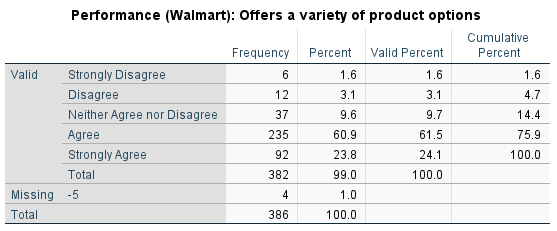 Performance (Walmart): Offers a variety of product options
Frequency Percent Valid Percent Cumulative Percent
Valid Strongly Disagree 6 1.6 1.6 1.6
Disagree 12 3.1 3.1 4.7
Neither Agree nor Disagree 37 9.6 9.7 14.4
Agree 235 60.9 61.5 75.9
Strongly Agree 92 23.8 24.1 100.0
Total 382 99.0 100.0
Missing -5 4 1.0
Total 386 100.0